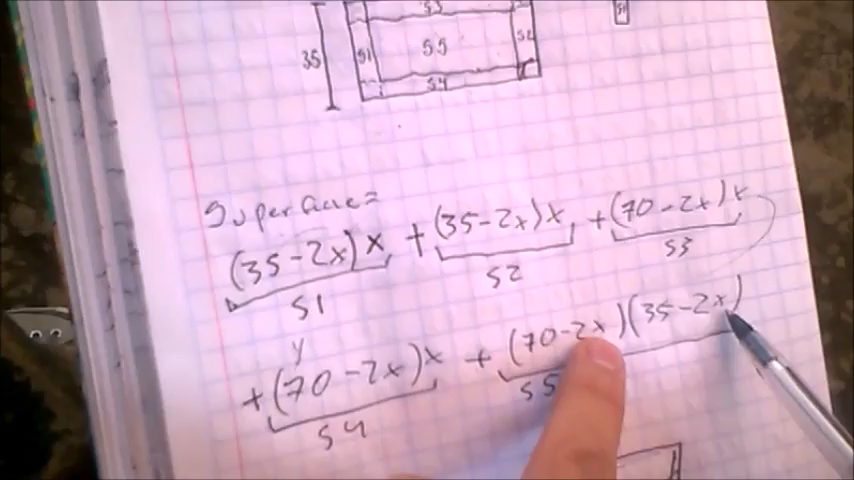 S3
35 S1 S5 S2 S1
S4
Superficie=
(35-2x)x + (35-2x)x + (70-2x)x
S1 S2 S3
y
+(70-2x)x + (70-2x)(35-2x)
S4 S5